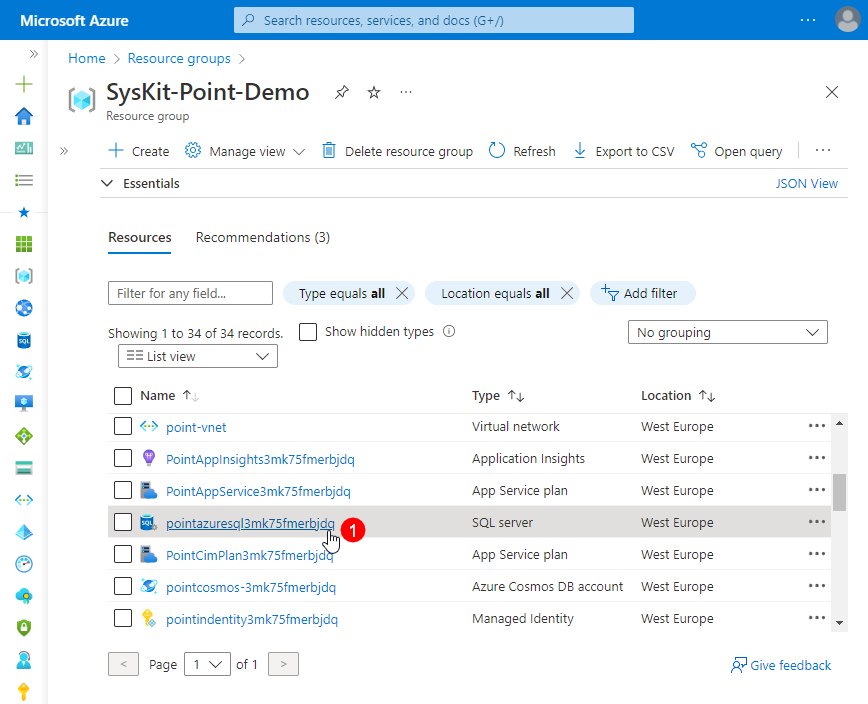 Microsoft Azure
Search resources, services, and docs (G+/)
Home > Resource groups >
SysKit-Point-Demo
Resource group
Create Manage view Delete resource group Refresh Export to CSV Open query
Essentials JSON View
Resources Recommendations (3)
Filter for any field... Type equals all Location equals all Add filter
Showing 1 to 34 of 34 records. Show hidden types No grouping
List view
Name Type Location
point-vnet Virtual network West Europe
PointAppInsights3mk75fmerbjdq Application Insights West Europe
PointAppService3mk75fmerbjdq App Service plan West Europe
SQL pointazuresql3mk75fmerbjdq 1 SQL server West Europe
PointCimPlan3mk75fmerbjdq App Service plan West Europe
pointcosmos-3mk75fmerbjdq Azure Cosmos DB account West Europe
pointindentity3mk75fmerbjdq Managed Identity West Europe
< Page 1 of 1 > Give feedback
SQL